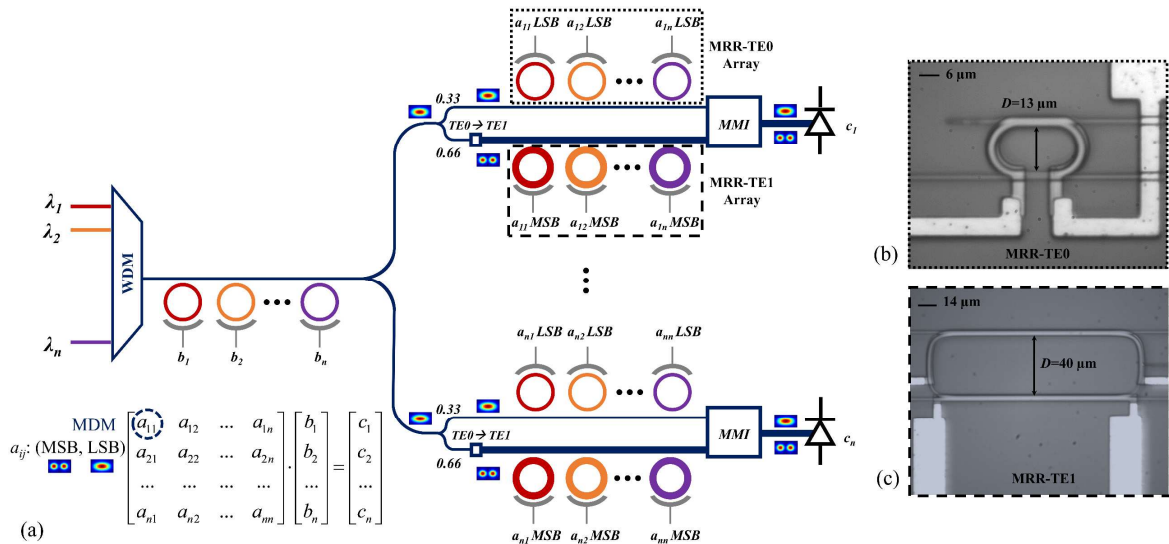 a11 LSB a12 LSB a1n LSB
MRR-TE0
Array
0.33
TE0→TE1
0.66
MMI
c1
MRR-TE1
Array
a11 MSB a12 MSB a1n MSB
λ1
λ2
λn
WDM
b1 b2 bn
an1 LSB an2 LSB ann LSB
0.33
TE0→TE1
0.66
MMI
cn
an1 MSB an2 MSB ann MSB
MDM
aij: (MSB, LSB)
a11 a12 ... a1n b1 c1
a21 a22 ... a2n b2 c2
... ... ... ... ... ...
an1 an2 ... ann bn cn
· =
(a)
6 μm
D=13 μm
MRR-TE0
(b)
14 μm
D=40 μm
MRR-TE1
(c)